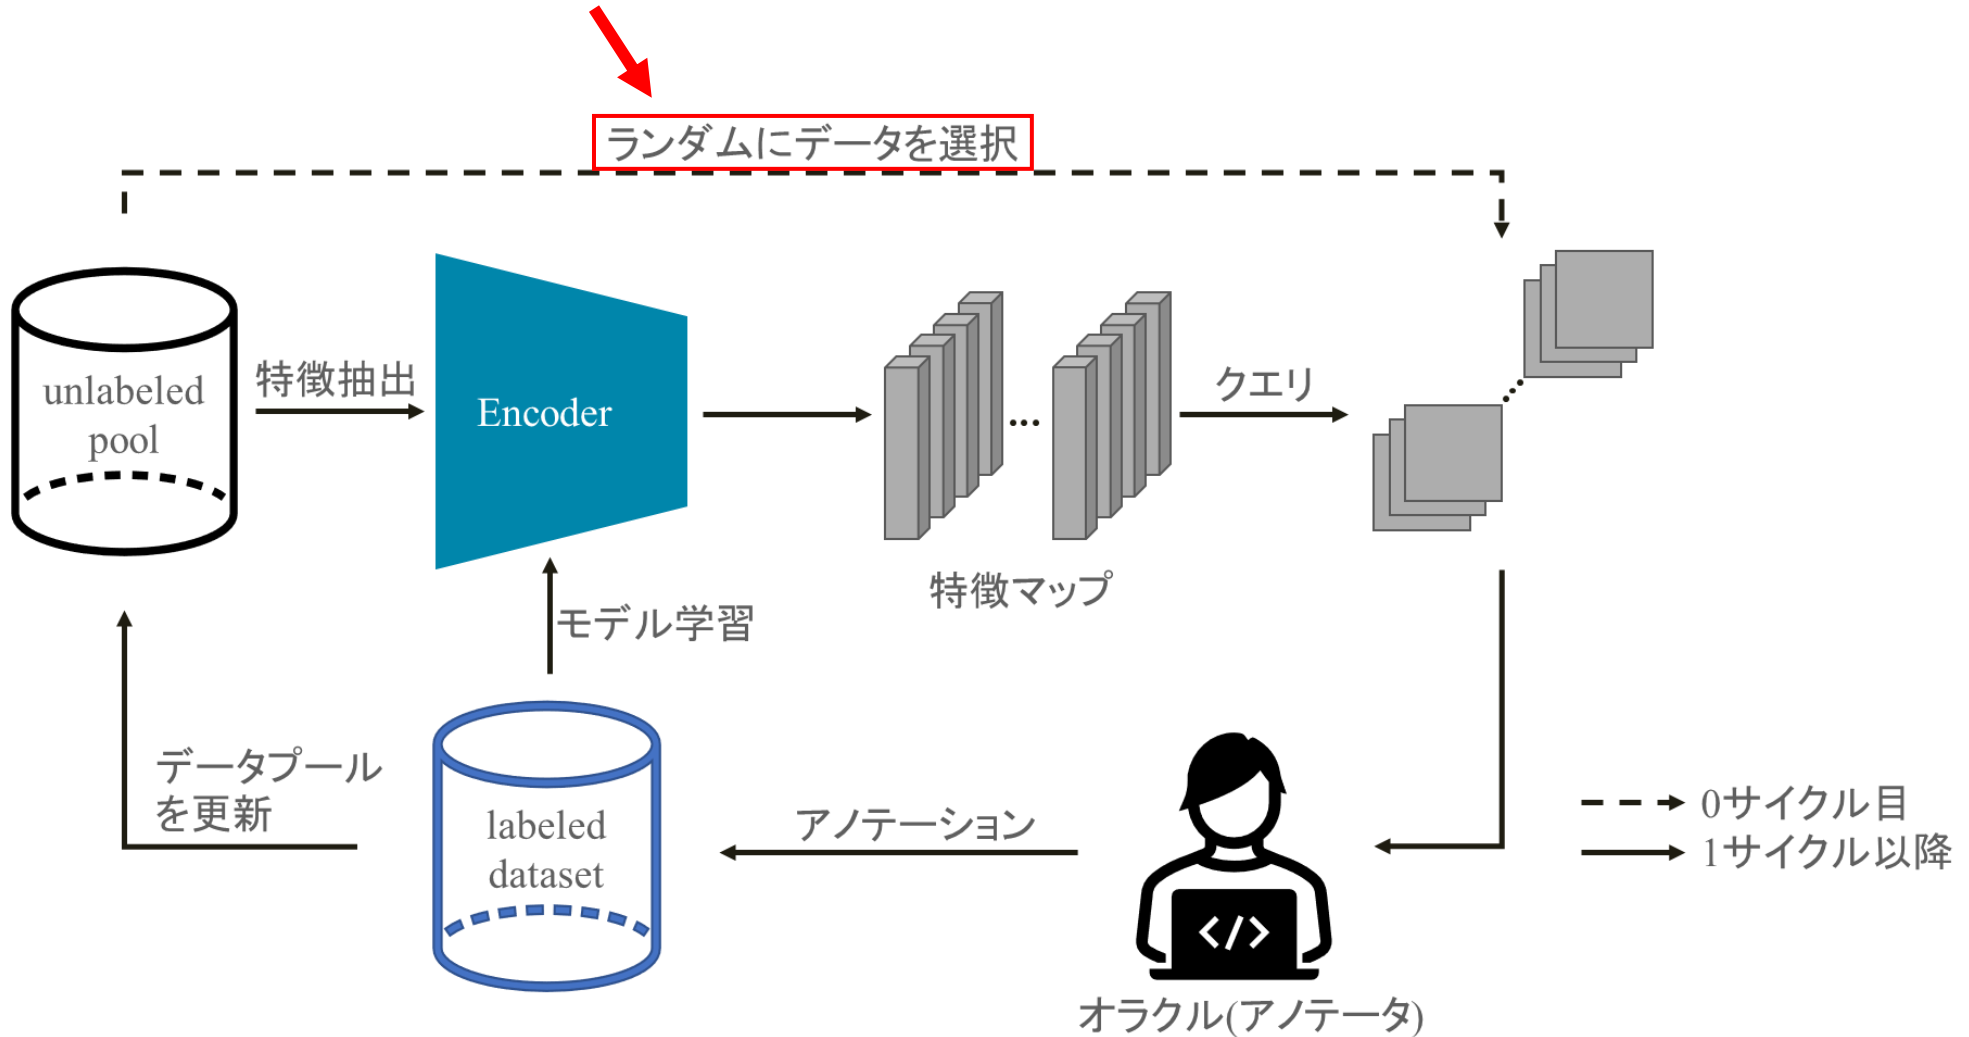 ランダムにデータを選択
unlabeled
pool
特徴抽出
Encoder
クエリ
特徴マップ
モデル学習
データプール
を更新
labeled
dataset
アノテーション
</>
オラクル(アノテータ)
0サイクル目
1サイクル以降